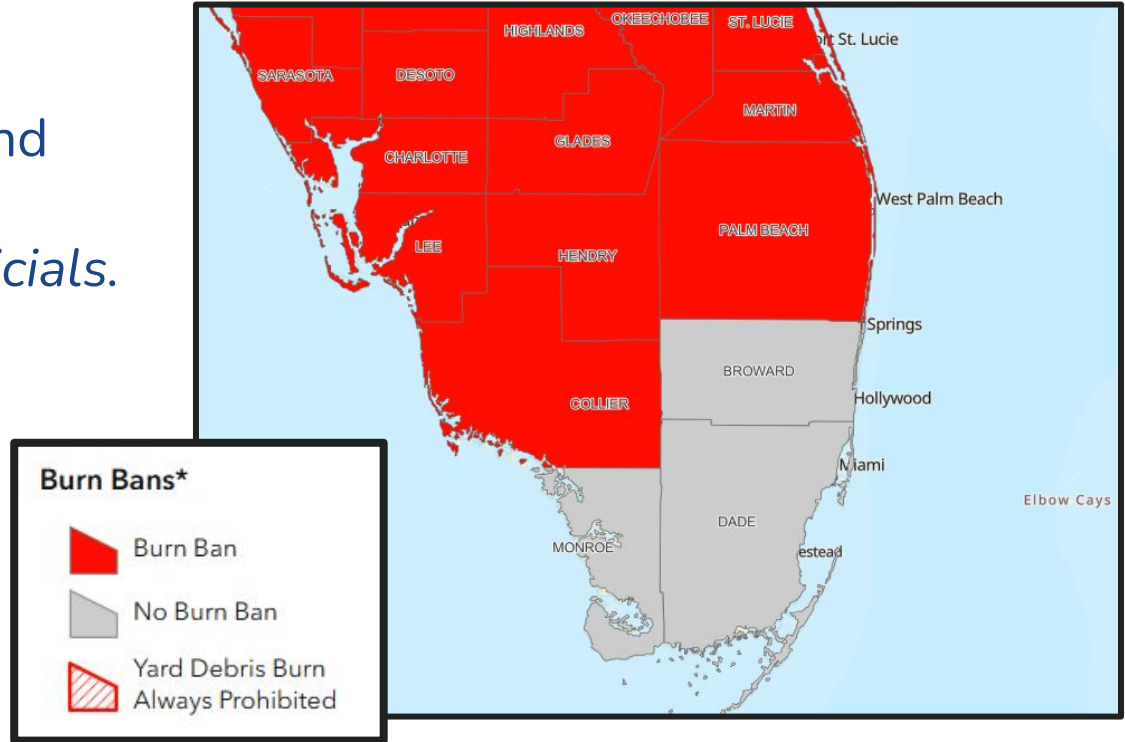 nd
icials.
OKEECHOBEE
ST. LUCIE
HIGHLANDS
ort St. Lucie
SARASOTA
DESOTO
MARTIN
GLADES
CHARLOTTE
West Palm Beach
PALM BEACH
LEE
HENDRY
Springs
BROWARD
Hollywood
COLLIER
Miami
Elbow Cays
DADE
MONROE
estead
Burn Bans*
Burn Ban
No Burn Ban
Yard Debris Burn
Always Prohibited